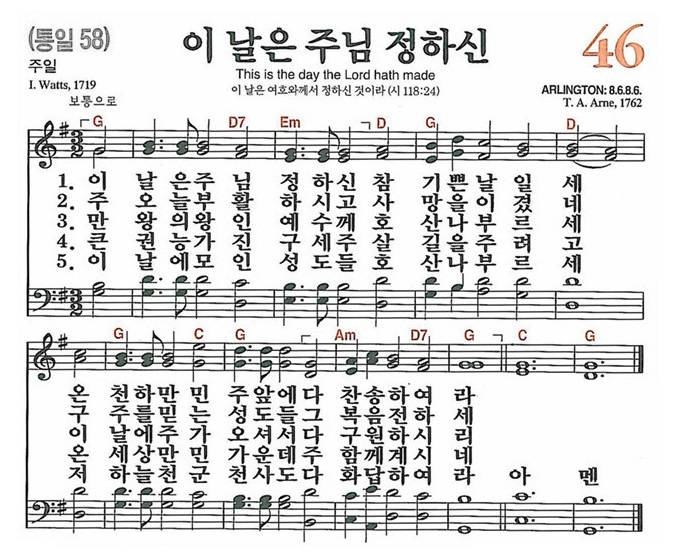 (통일 58)
이 날은 주님 정하신
46
주일
This is the day the Lord hath made
I. Watts, 1719
이 날은 여호와께서 정하신 것이라 (시 118:24)
ARLINGTON: 8.6.8.6.
보통으로
T. A. Arne, 1762
G D7 Em D G D
1. 이 날은주 님 정 하신 참 기 쁜날 일 세
2. 주 오늘부 활 하 시고 사 망 을이 겼 네
3. 만 왕의왕 인 예 수께 호 산 나부 르 세
4. 큰 권능가 진 구 세주 살 길 을주 려 고
5. 이 날에모 인 성 도들 호 산 나부 르 세
G C G Am D7 G C G
온 천하만 민 주 앞에 다 찬송하여 라
구 주를믿 는 성 도들 그 복음전하 세
이 날에주 가 오 셔서 다 구원하시 리
온 세상만 민 가 운데 주 함께계시 네
저 하늘천 군 천 사도 다 화답하여 라 아 멘